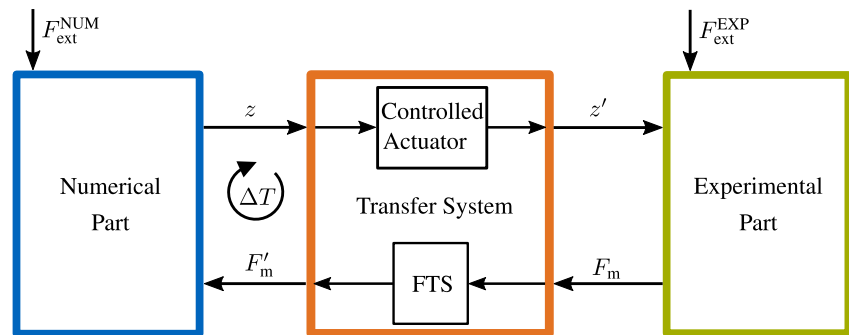 F_ext^NUM
F_ext^EXP
z
Controlled
Actuator
z′
Numerical
Part
ΔT
Transfer System
Experimental
Part
F′_m
FTS
F_m